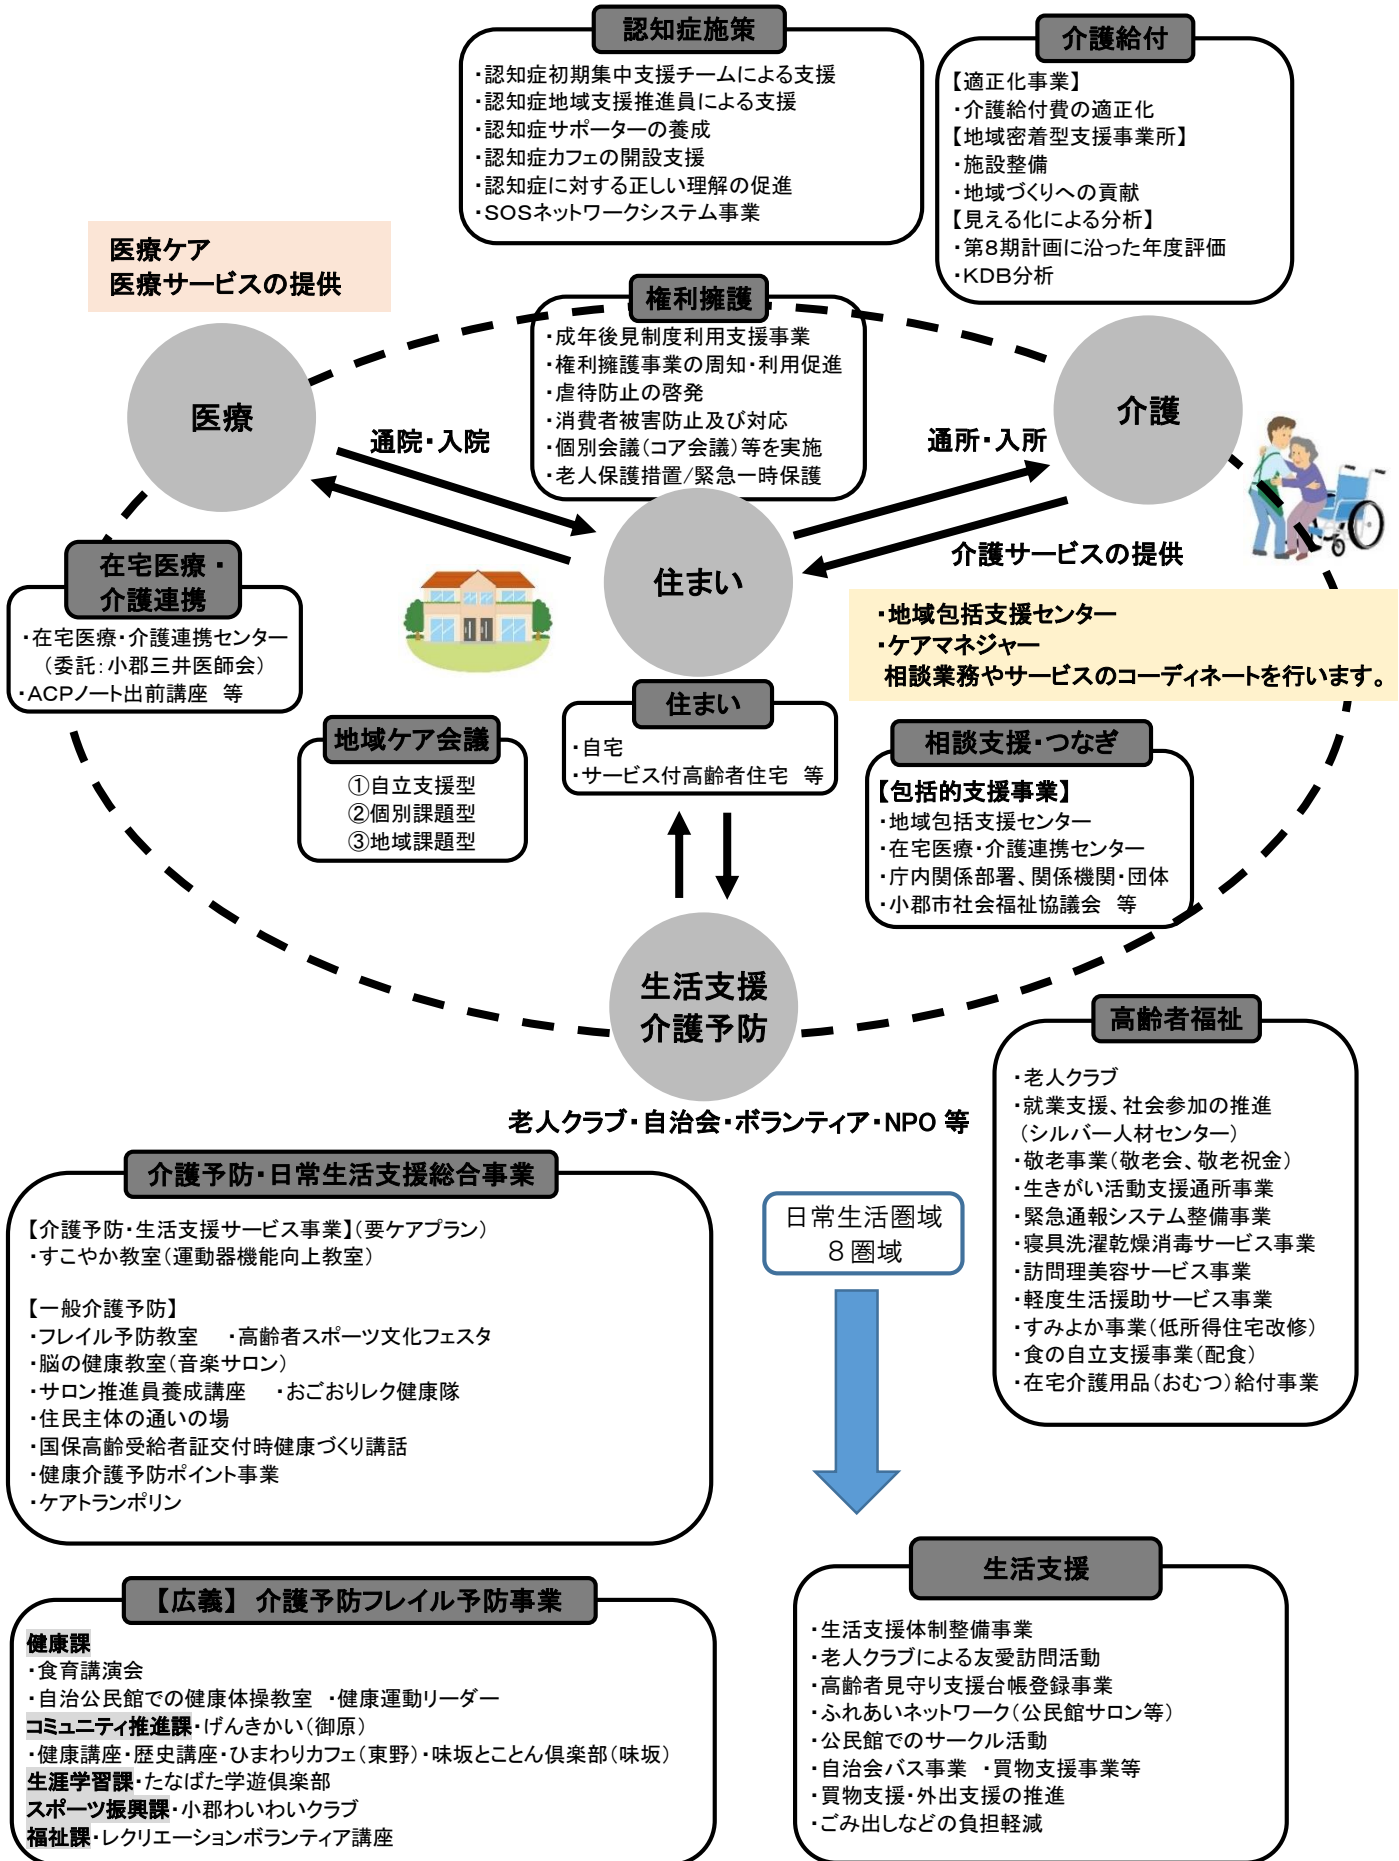 認知症施策
・認知症初期集中支援チームによる支援
・認知症地域支援推進員による支援
・認知症サポーターの養成
・認知症カフェの開設支援
・認知症に対する正しい理解の促進
・SOSネットワークシステム事業
介護給付
【適正化事業】
・介護給付費の適正化
【地域密着型支援事業所】
・施設整備
・地域づくりへの貢献
【見える化による分析】
・第8期計画に沿った年度評価
・KDB分析
医療ケア
医療サービスの提供
権利擁護
・成年後見制度利用支援事業
・権利擁護事業の周知・利用促進
・虐待防止の啓発
・消費者被害防止及び対応
・個別会議(コア会議)等を実施
・老人保護措置/緊急一時保護
医療
介護
通院・入院
通所・入所
介護サービスの提供
住まい
在宅医療・
介護連携
・在宅医療・介護連携センター
(委託:小郡三井医師会)
・ACPノート出前講座 等
・地域包括支援センター
・ケアマネジャー
相談業務やサービスのコーディネートを行います。
地域ケア会議
①自立支援型
②個別課題型
③地域課題型
住まい
・自宅
・サービス付高齢者住宅 等
相談支援・つなぎ
【包括的支援事業】
・地域包括支援センター
・在宅医療・介護連携センター
・庁内関係部署、関係機関・団体
・小郡市社会福祉協議会 等
生活支援
介護予防
老人クラブ・自治会・ボランティア・NPO 等
高齢者福祉
・老人クラブ
・就業支援、社会参加の推進
(シルバー人材センター)
・敬老事業(敬老会、敬老祝金)
・生きがい活動支援通所事業
・緊急通報システム整備事業
・寝具洗濯乾燥消毒サービス事業
・訪問理美容サービス事業
・軽度生活援助サービス事業
・すみよか事業(低所得住宅改修)
・食の自立支援事業(配食)
・在宅介護用品(おむつ)給付事業
介護予防・日常生活支援総合事業
【介護予防・生活支援サービス事業】(要ケアプラン)
・すこやか教室(運動器機能向上教室)
【一般介護予防】
・フレイル予防教室 ・高齢者スポーツ文化フェスタ
・脳の健康教室(音楽サロン)
・サロン推進員養成講座 ・おごおりレク健康隊
・住民主体の通いの場
・国保高齢受給者証交付時健康づくり講話
・健康介護予防ポイント事業
・ケアトランポリン
日常生活圏域
8圏域
【広義】 介護予防フレイル予防事業
健康課
・食育講演会
・自治公民館での健康体操教室 ・健康運動リーダー
コミュニティ推進課・げんきかい(御原)
・健康講座・歴史講座・ひまわりカフェ(東野)・味坂とことん倶楽部(味坂)
生涯学習課・たなばた学遊倶楽部
スポーツ振興課・小郡わいわいクラブ
福祉課・レクリエーションボランティア講座
生活支援
・生活支援体制整備事業
・老人クラブによる友愛訪問活動
・高齢者見守り支援台帳登録事業
・ふれあいネットワーク(公民館サロン等)
・公民館でのサークル活動
・自治会バス事業 ・買物支援事業等
・買物支援・外出支援の推進
・ごみ出しなどの負担軽減